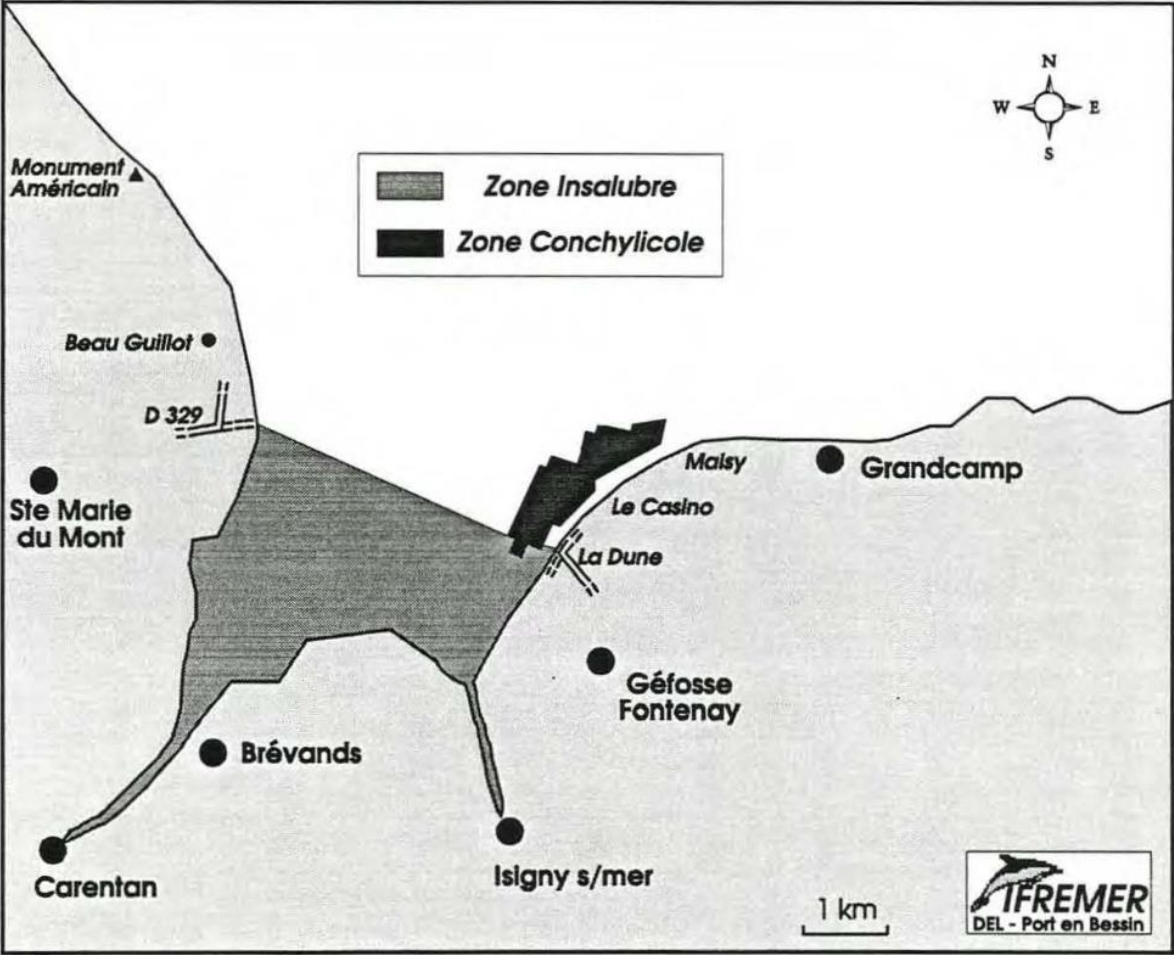 N
W E
S
Monument
Américain
Zone Insalubre
Zone Conchylicole
Beau Guillot
D 329
Maisy
Grandcamp
Ste Marie
du Mont
Le Casino
La Dune
Géfosse
Fontenay
Brévands
Carentan
Isigny s/mer
1 km
IFREMER
DEL - Port en Bessin